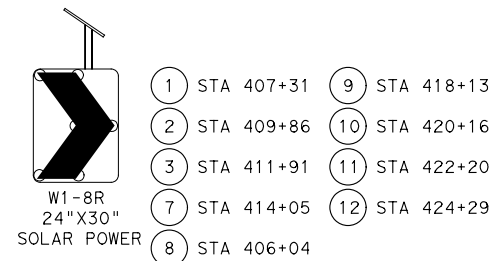 W1-8R
24"X30"
SOLAR POWER
1 STA 407+31
2 STA 409+86
3 STA 411+91
7 STA 414+05
8 STA 406+04
9 STA 418+13
10 STA 420+16
11 STA 422+20
12 STA 424+29